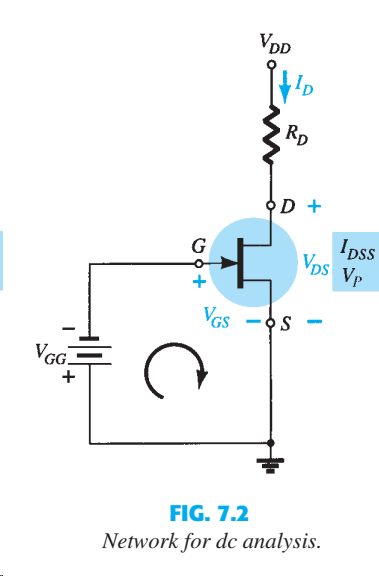 V_DD
I_D
R_D
D +
G
I_DSS
+
V_DS
V_P
V_GS − S −
−
V_GG
+
FIG. 7.2
Network for dc analysis.